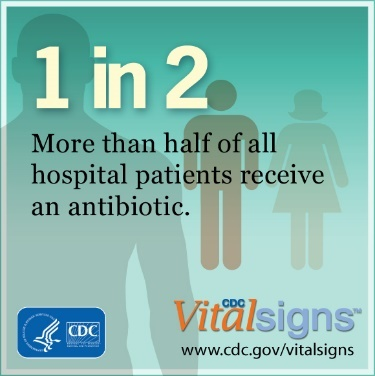 1 in 2
More than half of all
hospital patients receive
an antibiotic.
CDC
CDC
Vitalsigns™
www.cdc.gov/vitalsigns